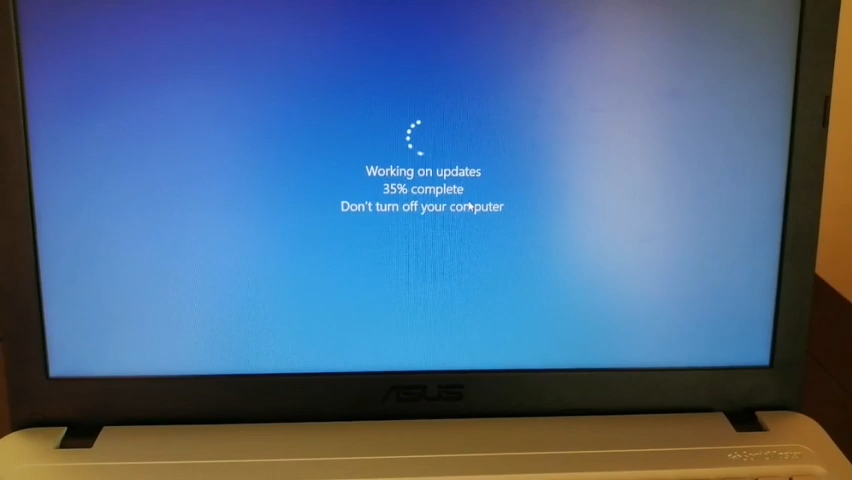 Working on updates
35% complete
Don't turn off your computer
ASUS